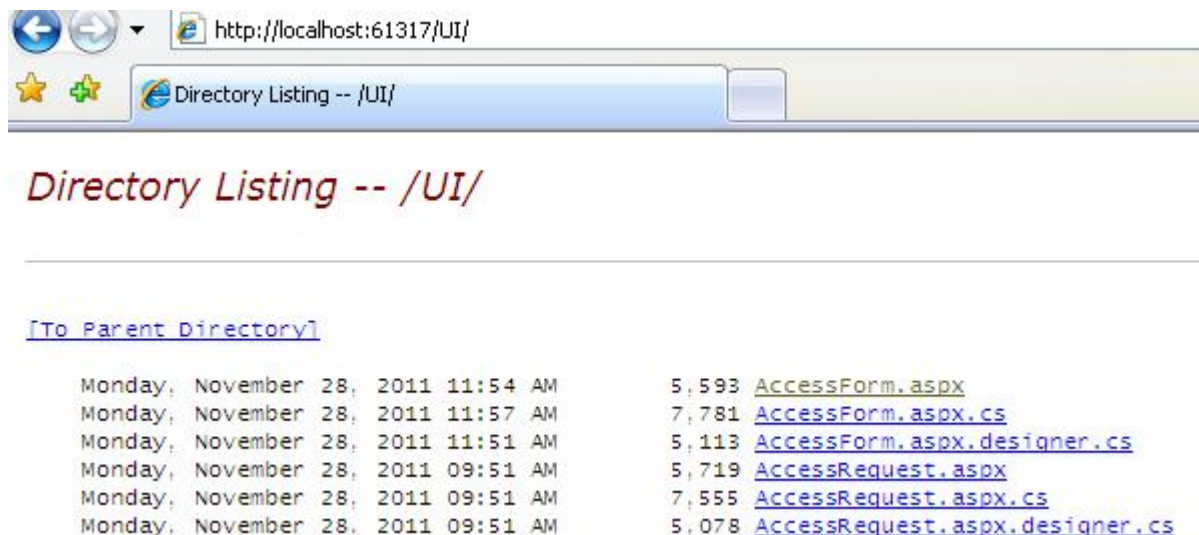 http://localhost:61317/UI/
Directory Listing -- /UI/
Directory Listing -- /UI/
[To Parent Directory]
Monday, November 28, 2011 11:54 AM 5,593 AccessForm.aspx
Monday, November 28, 2011 11:57 AM 7,781 AccessForm.aspx.cs
Monday, November 28, 2011 11:51 AM 5,113 AccessForm.aspx.designer.cs
Monday, November 28, 2011 09:51 AM 5,719 AccessRequest.aspx
Monday, November 28, 2011 09:51 AM 7,555 AccessRequest.aspx.cs
Monday, November 28, 2011 09:51 AM 5,078 AccessRequest.aspx.designer.cs